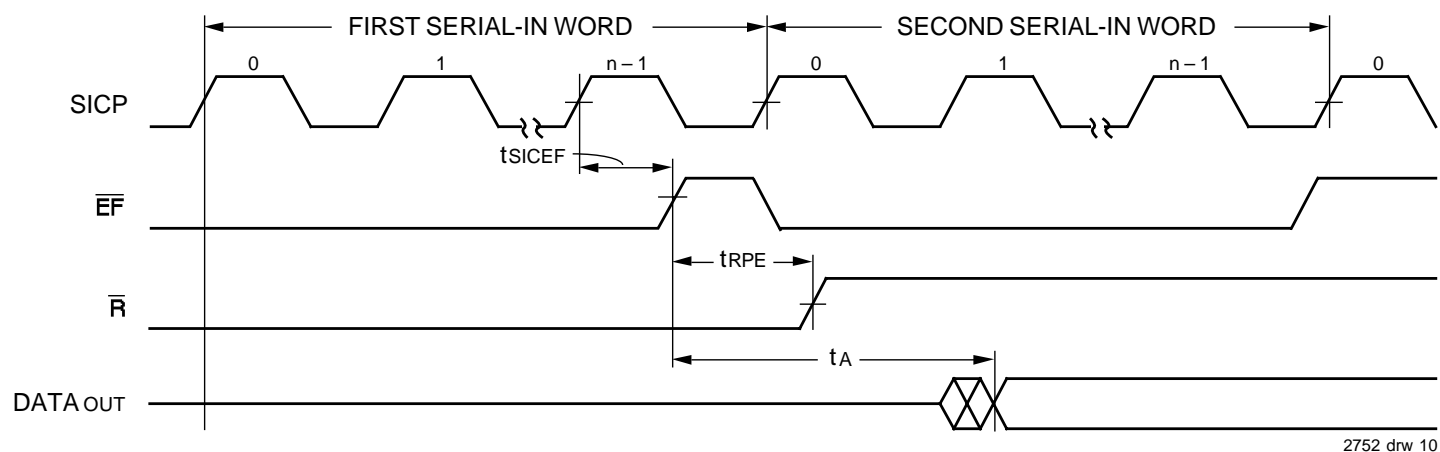 FIRST SERIAL-IN WORD SECOND SERIAL-IN WORD
0 1 n – 1 0 1 n – 1 0
SICP
tSICEF
EF
tRPE
R
tA
DATA OUT
2752 drw 10